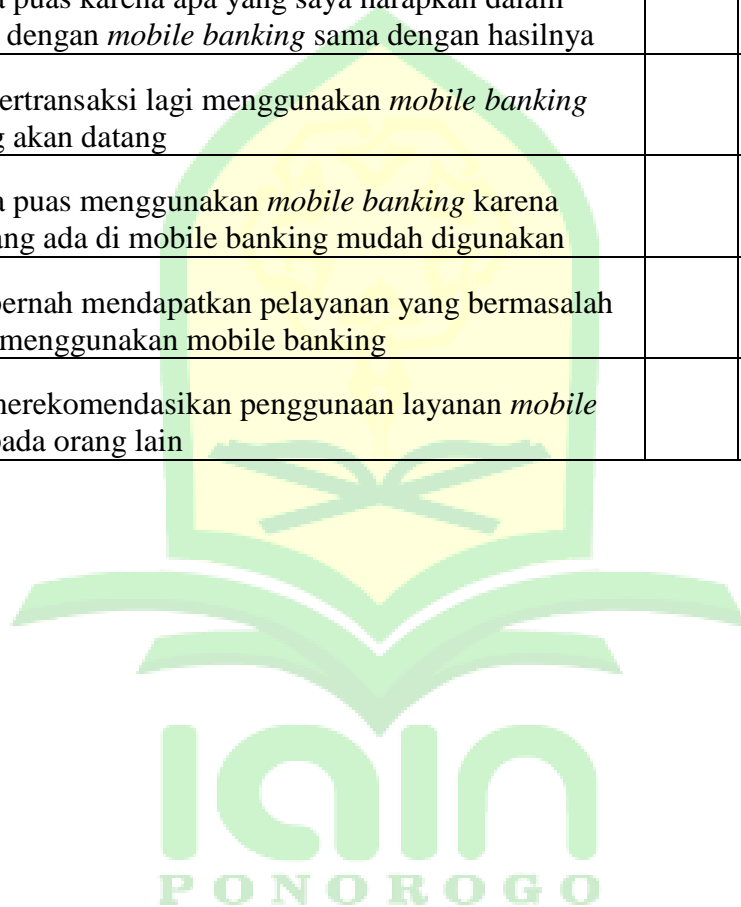 puas karena apa yang saya harapkan dalam
dengan mobile banking sama dengan hasilnya
ertransaksi lagi menggunakan mobile banking
akan datang
puas menggunakan mobile banking karena
ang ada di mobile banking mudah digunakan
ernah mendapatkan pelayanan yang bermasalah
menggunakan mobile banking
merekomendasikan penggunaan layanan mobile
pada orang lain
IAIN
PONOROGO